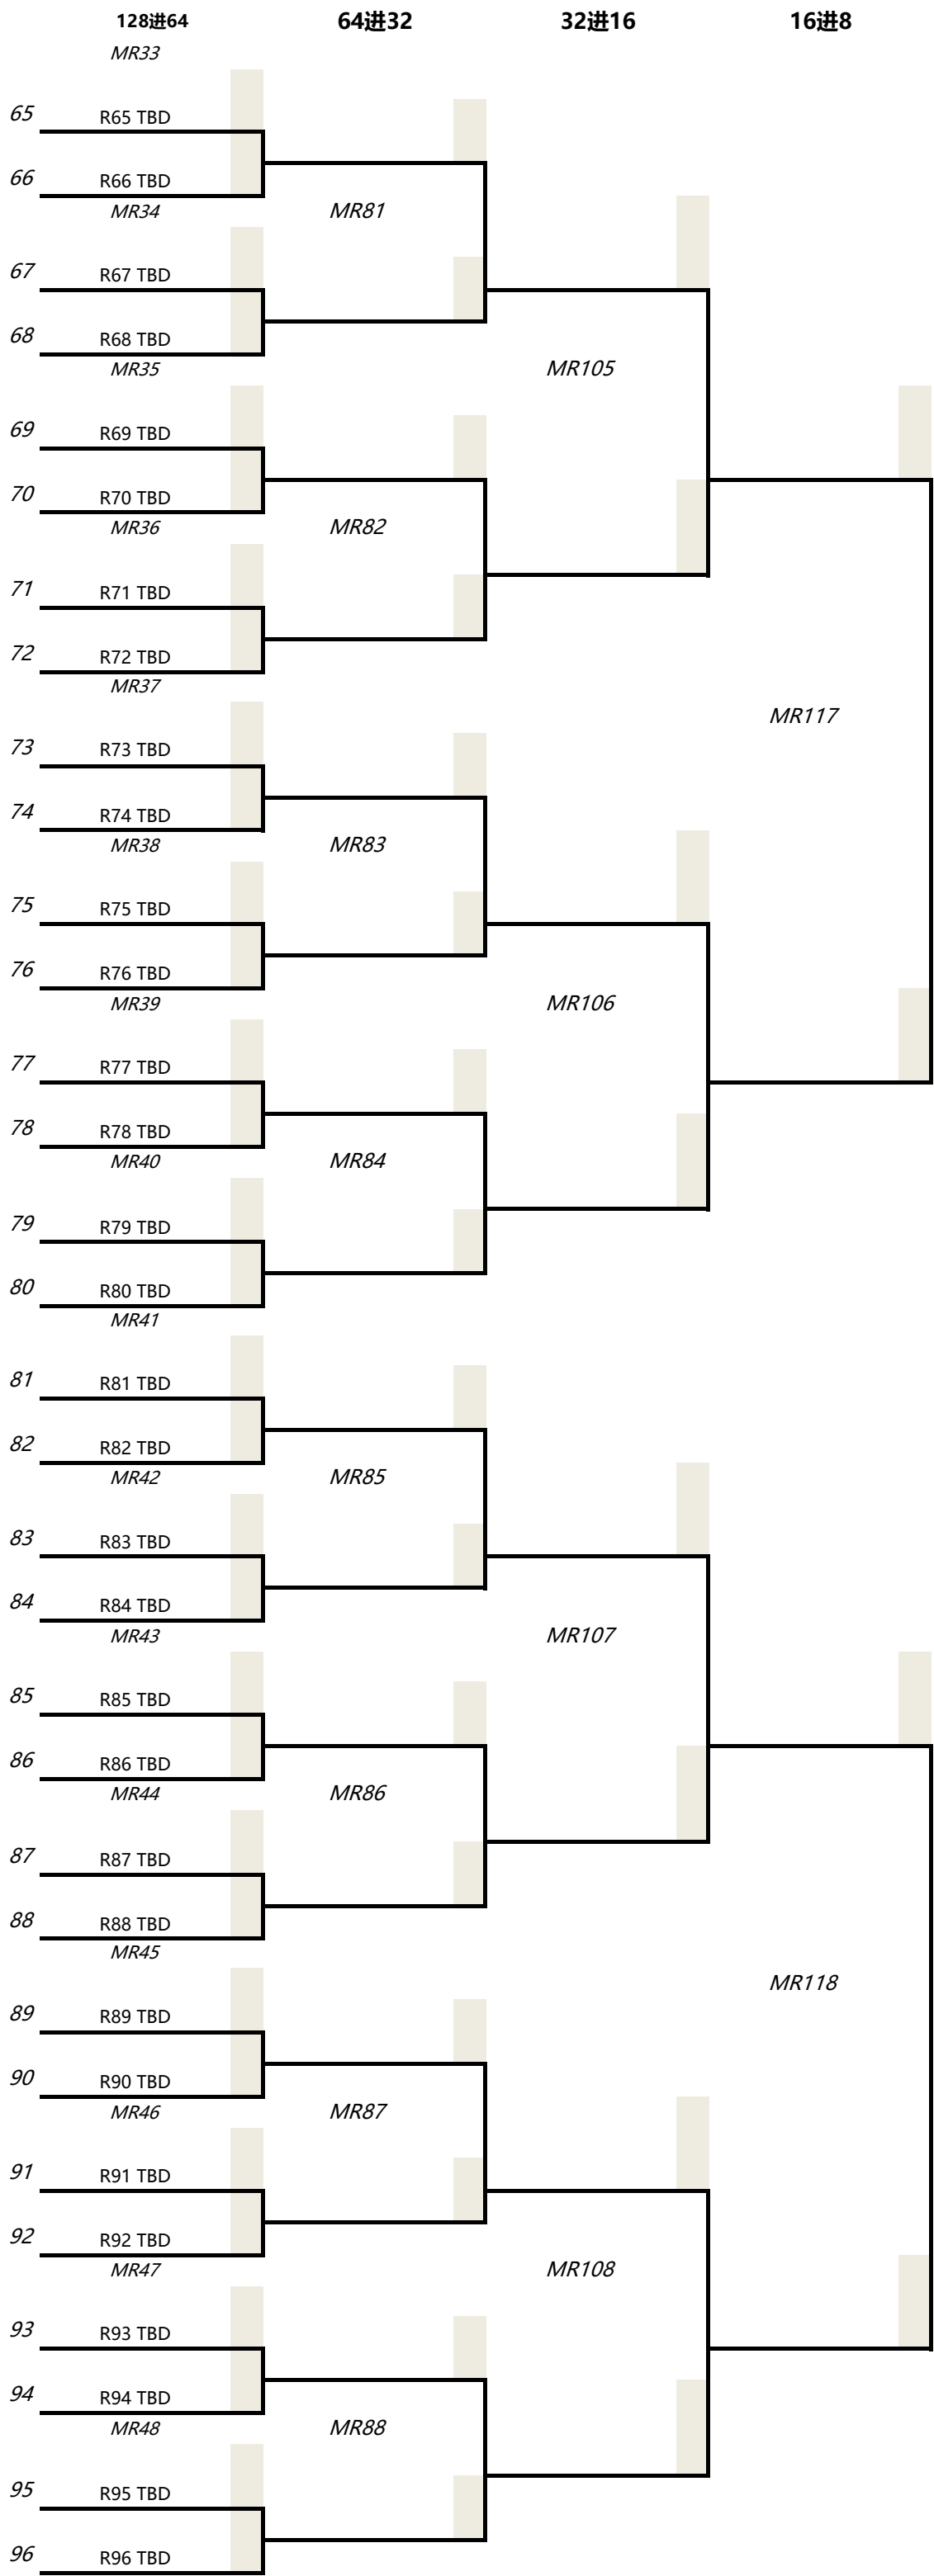 128进64 64进32 32进16 16进8
MR33
65 R65 TBD
66 R66 TBD
MR34 MR81
67 R67 TBD
68 R68 TBD
MR35 MR105
69 R69 TBD
70 R70 TBD
MR36 MR82
71 R71 TBD
72 R72 TBD
MR37
MR117
73 R73 TBD
74 R74 TBD
MR38 MR83
75 R75 TBD
76 R76 TBD
MR39 MR106
77 R77 TBD
78 R78 TBD
MR40 MR84
79 R79 TBD
80 R80 TBD
MR41
81 R81 TBD
82 R82 TBD
MR42 MR85
83 R83 TBD
84 R84 TBD
MR43 MR107
85 R85 TBD
86 R86 TBD
MR44 MR86
87 R87 TBD
88 R88 TBD
MR45
MR118
89 R89 TBD
90 R90 TBD
MR46 MR87
91 R91 TBD
92 R92 TBD
MR47 MR108
93 R93 TBD
94 R94 TBD
MR48 MR88
95 R95 TBD
96 R96 TBD